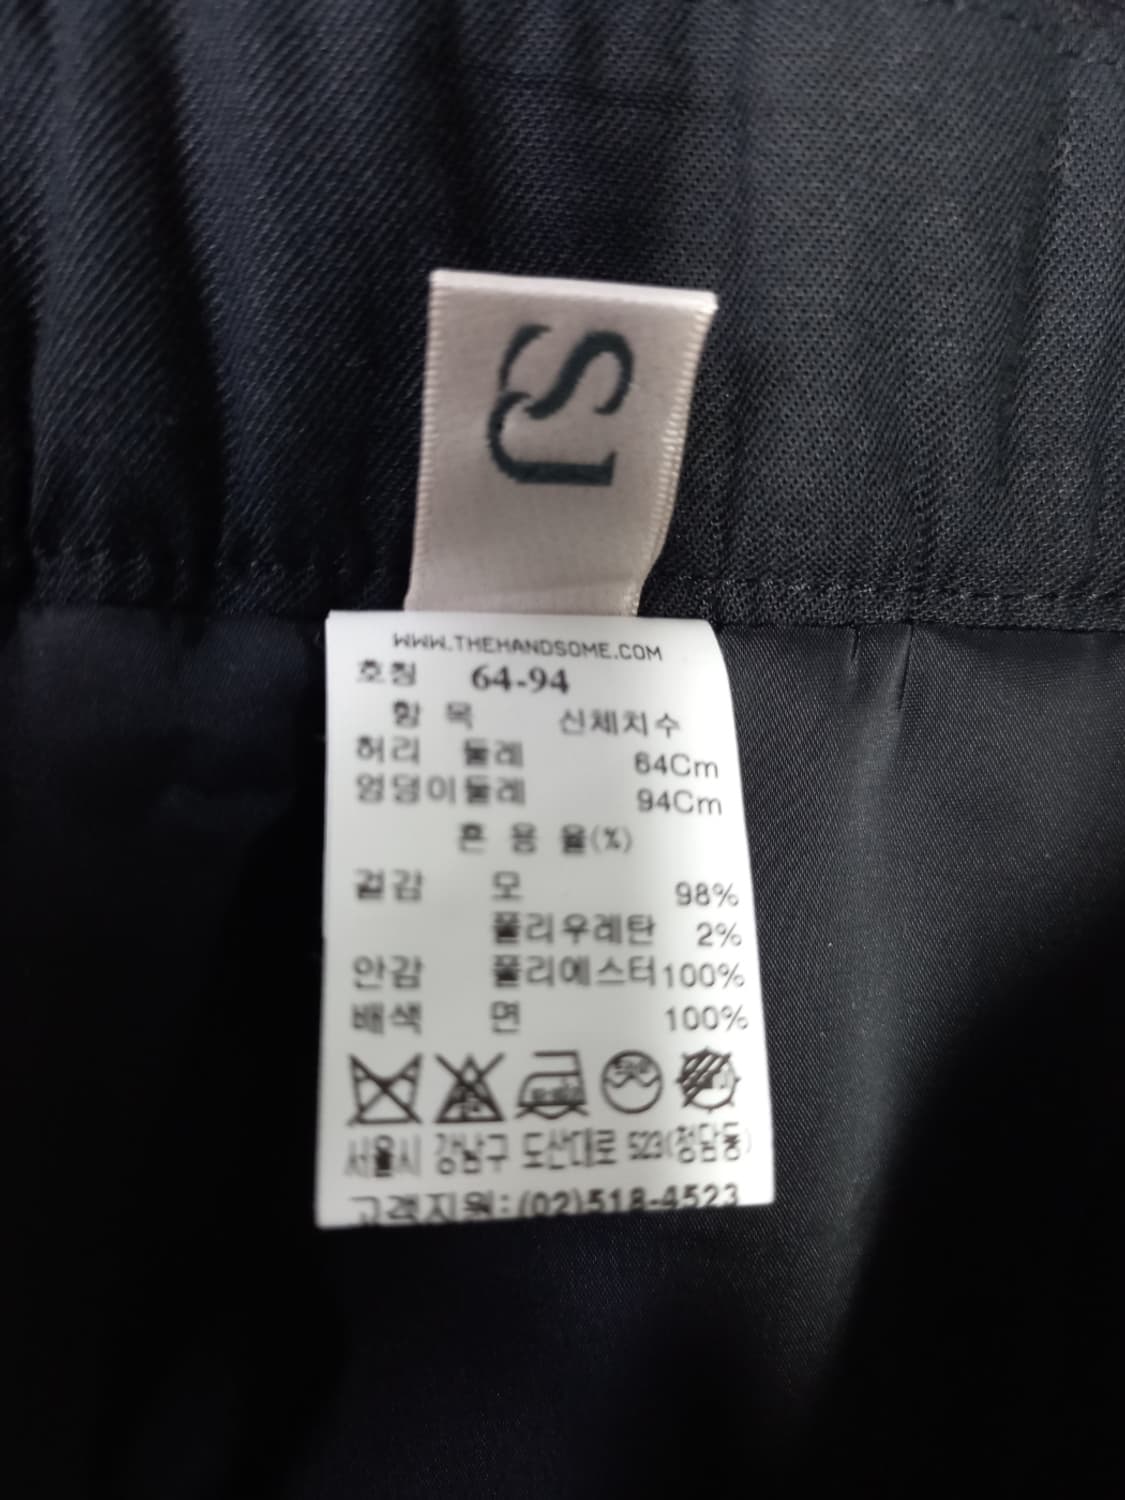 SJ
WWW.THEHANDSOME.COM
호칭 64-94
항 목 신체치수
허리 둘레 64Cm
엉덩이둘레 94Cm
혼 용 율(%)
겉감 모 98%
폴리우레탄 2%
안감 폴리에스터 100%
배색 면 100%
서울시 강남구 도산대로 523(청담동)
고객지원:(02)518-4523